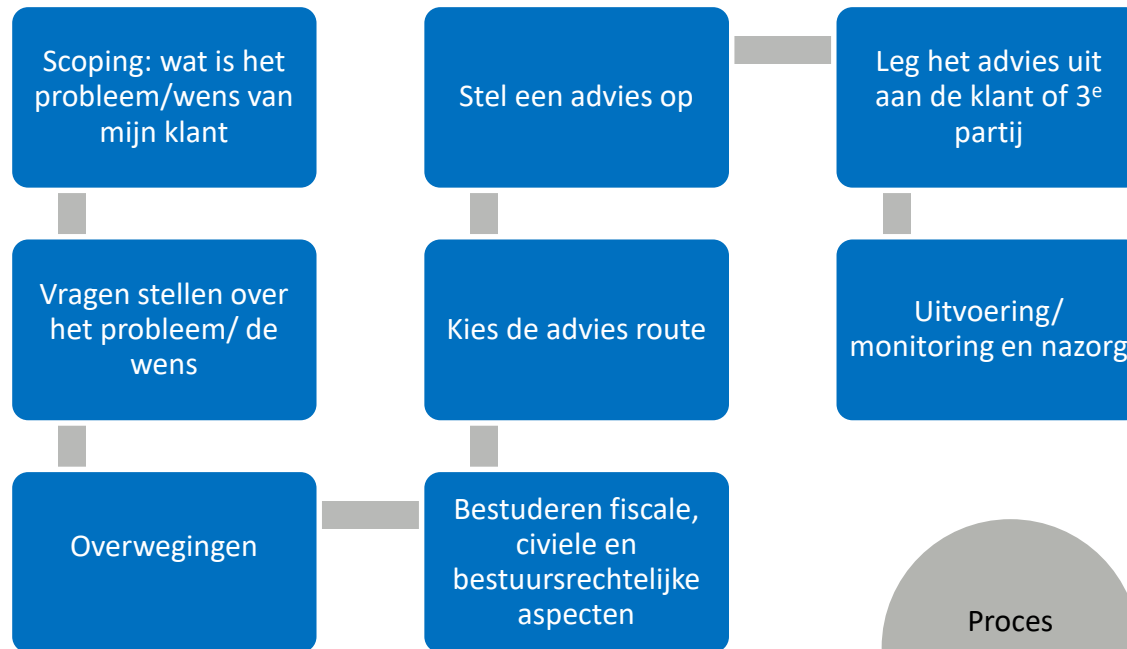 Scoping: wat is het
probleem/wens van
mijn klant
Vragen stellen over
het probleem/ de
wens
Overwegingen
Bestuderen fiscale,
civiele en
bestuursrechtelijke
aspecten
Kies de advies route
Stel een advies op
Leg het advies uit
aan de klant of 3e
partij
Uitvoering/
monitoring en nazorg
Proces